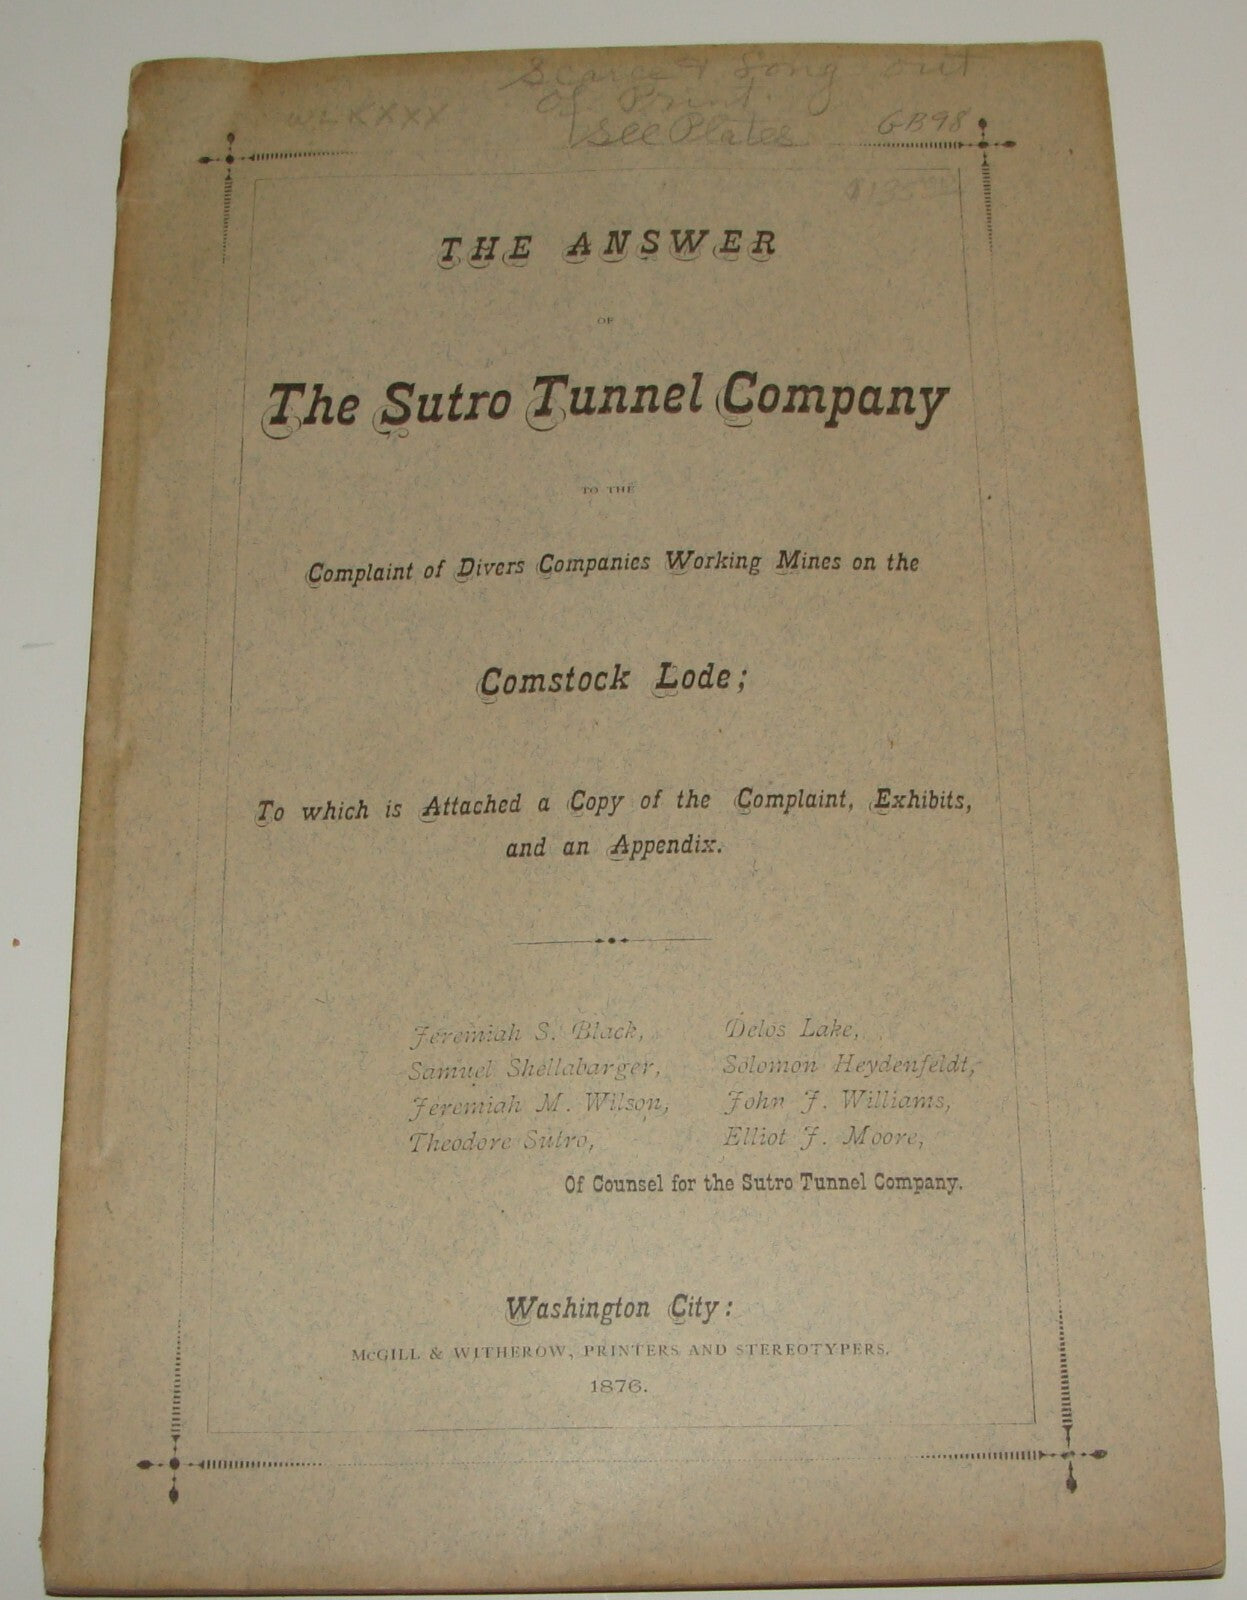 Scarce & Long out
of Print.
See Plates
GB98
THE ANSWER
OF
The Sutro Tunnel Company
TO THE
Complaint of Divers Companies Working Mines on the
Comstock Lode;
To which is Attached a Copy of the Complaint, Exhibits,
and an Appendix.
Jeremiah S. Black, Delos Lake,
Samuel Shellabarger, Solomon Heydenfeldt,
Jeremiah M. Wilson, John J. Williams,
Theodore Sutro, Elliot J. Moore,
Of Counsel for the Sutro Tunnel Company.
Washington City:
McGILL & WITHEROW, PRINTERS AND STEREOTYPERS.
1876.